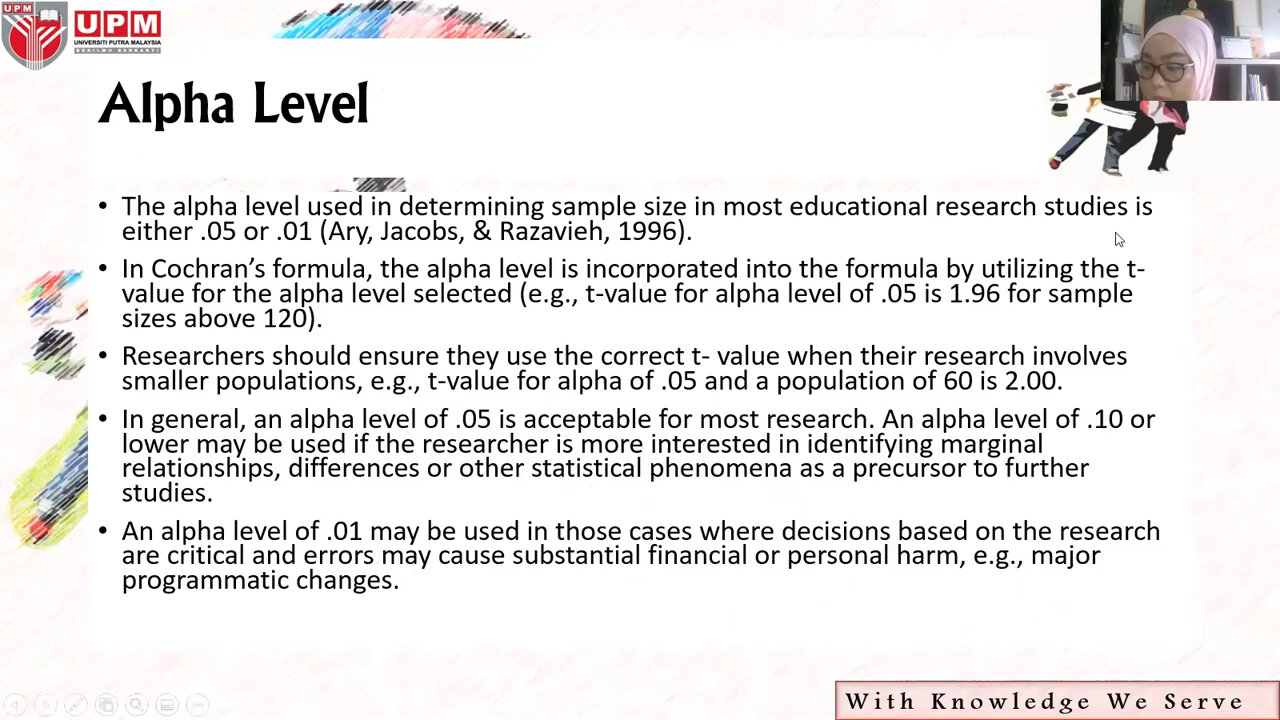 UPM
UPM
UNIVERSITI PUTRA MALAYSIA
BERILMU BERBAKTI
Alpha Level
• The alpha level used in determining sample size in most educational research studies is
either .05 or .01 (Ary, Jacobs, & Razavieh, 1996).
• In Cochran’s formula, the alpha level is incorporated into the formula by utilizing the t-
value for the alpha level selected (e.g., t-value for alpha level of .05 is 1.96 for sample
sizes above 120).
• Researchers should ensure they use the correct t- value when their research involves
smaller populations, e.g., t-value for alpha of .05 and a population of 60 is 2.00.
• In general, an alpha level of .05 is acceptable for most research. An alpha level of .10 or
lower may be used if the researcher is more interested in identifying marginal
relationships, differences or other statistical phenomena as a precursor to further
studies.
• An alpha level of .01 may be used in those cases where decisions based on the research
are critical and errors may cause substantial financial or personal harm, e.g., major
programmatic changes.
With Knowledge We Serve